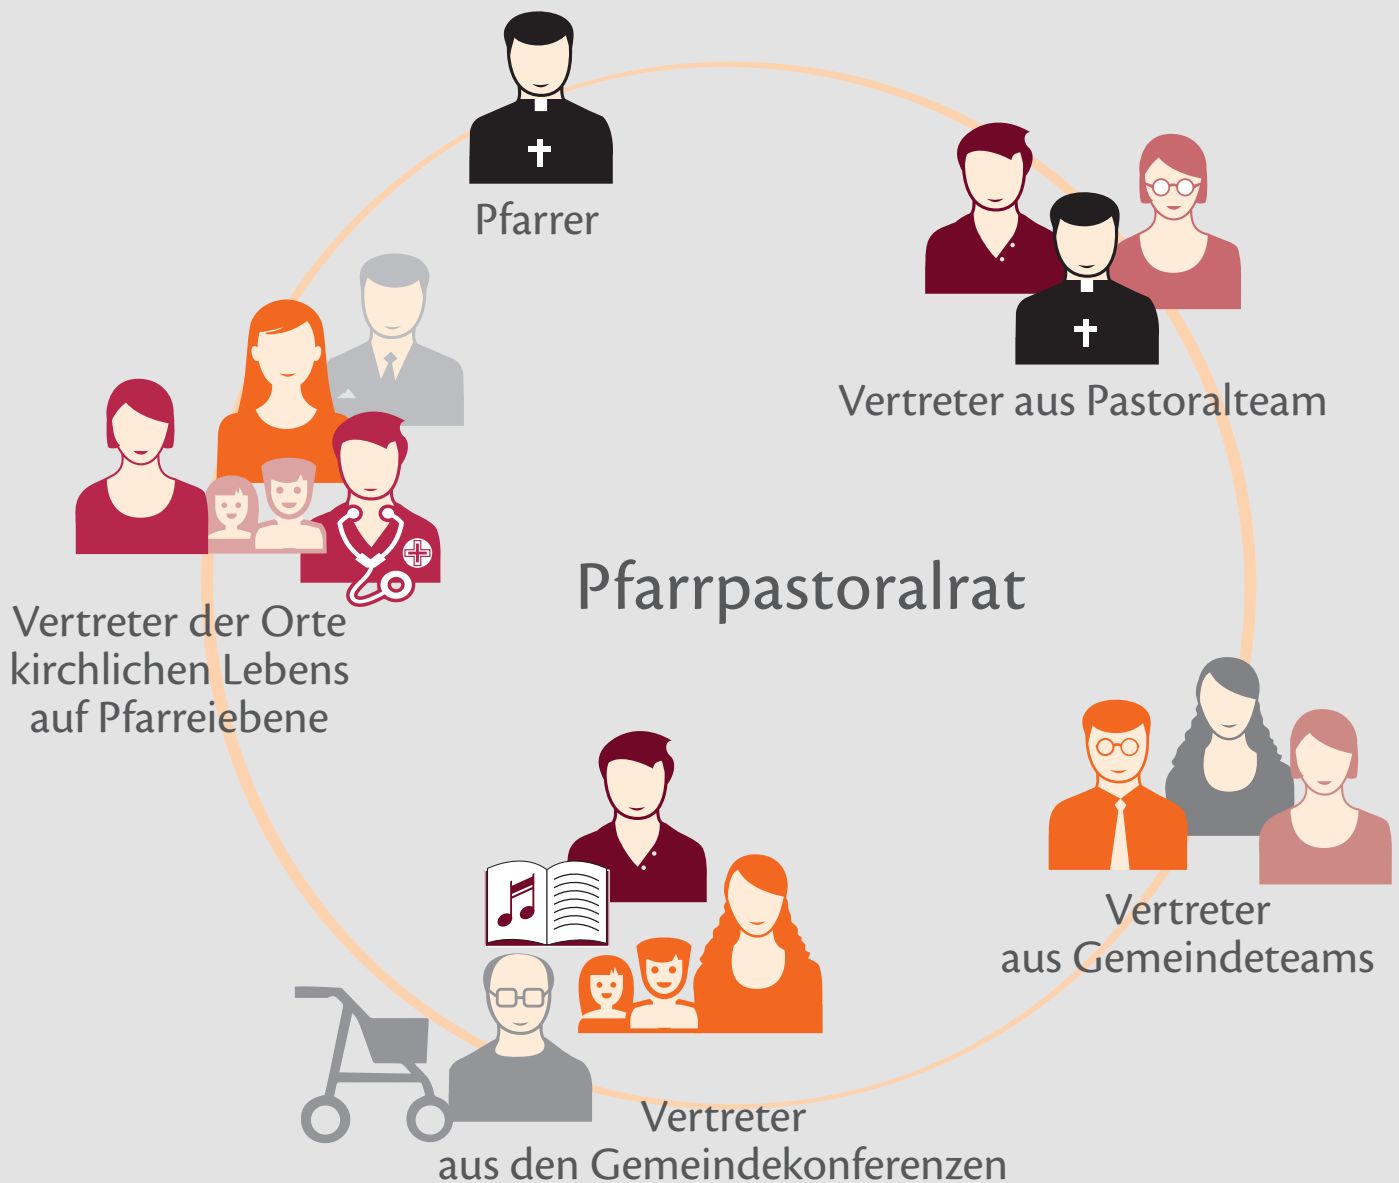 Pfarrer
Vertreter aus Pastoralteam
Pfarrpastoralrat
Vertreter der Orte
kirchlichen Lebens
auf Pfarreiebene
Vertreter
aus Gemeindeteams
Vertreter
aus den Gemeindekonferenzen